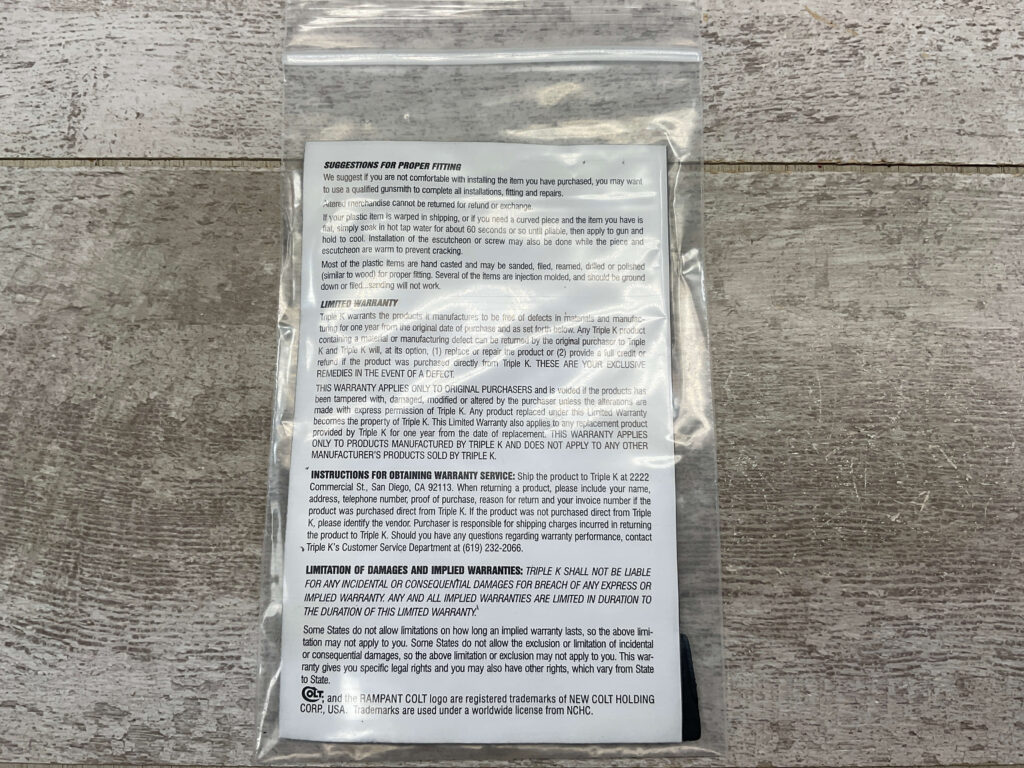 SUGGESTIONS FOR PROPER FITTING
We suggest if you are not comfortable with installing the item you have purchased, you may want
to use a qualified gunsmith to complete all installations, fitting and repairs.
Altered merchandise cannot be returned for refund or exchange.
If your plastic item is warped in shipping, or if you need a curved piece and the item you have is
flat, simply soak in hot tap water for about 60 seconds or so until pliable, then apply to gun and
hold to cool. Installation of the escutcheon or screw may also be done while the piece and
escutcheon are warm to prevent cracking.
Most of the plastic items are hand casted and may be sanded, filed, reamed, drilled or polished
(similar to wood) for proper fitting. Several of the items are injection molded, and should be ground
down or filed...sanding will not work.
LIMITED WARRANTY
Triple K warrants the products it manufactures to be free of defects in materials and manufac-
turing for one year from the original date of purchase and as set forth below. Any Triple K product
containing a material or manufacturing defect can be returned by the original purchaser to Triple
K and Triple K will, at its option, (1) replace or repair the product or (2) provide a full credit or
refund if the product was purchased directly from Triple K. THESE ARE YOUR EXCLUSIVE
REMEDIES IN THE EVENT OF A DEFECT.
THIS WARRANTY APPLIES ONLY TO ORIGINAL PURCHASERS and is voided if the products has
been tampered with, damaged, modified or altered by the purchaser unless the alterations are
made with express permission of Triple K. Any product replaced under this Limited Warranty
becomes the property of Triple K. This Limited Warranty also applies to any replacement product
provided by Triple K for one year from the date of replacement. THIS WARRANTY APPLIES
ONLY TO PRODUCTS MANUFACTURED BY TRIPLE K AND DOES NOT APPLY TO ANY OTHER
MANUFACTURER'S PRODUCTS SOLD BY TRIPLE K.
INSTRUCTIONS FOR OBTAINING WARRANTY SERVICE: Ship the product to Triple K at 2222
Commercial St., San Diego, CA 92113. When returning a product, please include your name,
address, telephone number, proof of purchase, reason for return and your invoice number if the
product was purchased direct from Triple K. If the product was not purchased direct from Triple
K, please identify the vendor. Purchaser is responsible for shipping charges incurred in returning
the product to Triple K. Should you have any questions regarding warranty performance, contact
Triple K's Customer Service Department at (619) 232-2066.
LIMITATION OF DAMAGES AND IMPLIED WARRANTIES: TRIPLE K SHALL NOT BE LIABLE
FOR ANY INCIDENTAL OR CONSEQUENTIAL DAMAGES FOR BREACH OF ANY EXPRESS OR
IMPLIED WARRANTY. ANY AND ALL IMPLIED WARRANTIES ARE LIMITED IN DURATION TO
THE DURATION OF THIS LIMITED WARRANTY.
Some States do not allow limitations on how long an implied warranty lasts, so the above limi-
tation may not apply to you. Some States do not allow the exclusion or limitation of incidental
or consequential damages, so the above limitation or exclusion may not apply to you. This war-
ranty gives you specific legal rights and you may also have other rights, which vary from State
to State.
COLT, and the RAMPANT COLT logo are registered trademarks of NEW COLT HOLDING
CORP., USA. Trademarks are used under a worldwide license from NCHC.